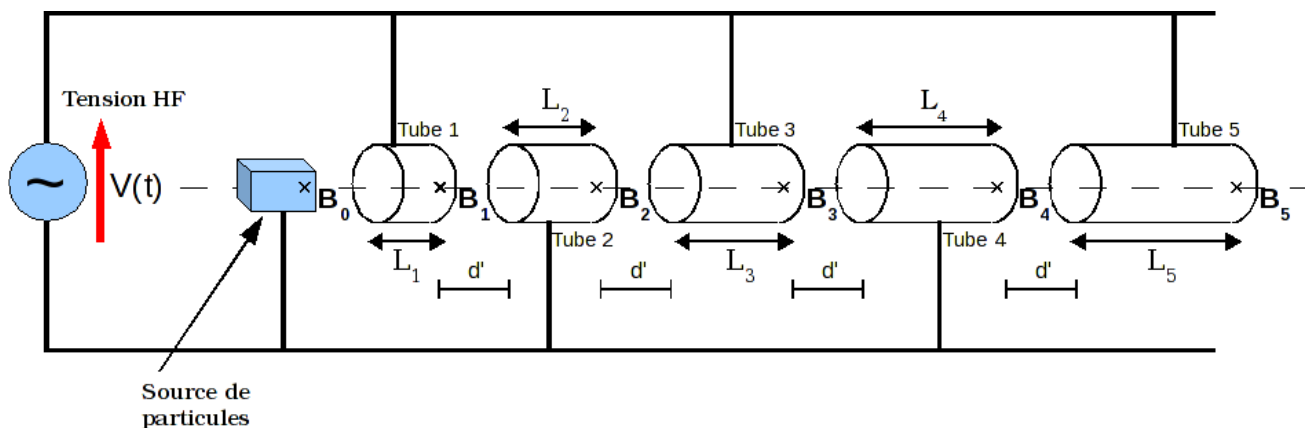 Tension HF
~ V(t)
Source de
particules
B0
Tube 1
L1
B1
d'
L2
Tube 2
B2
d'
Tube 3
L3
B3
d'
L4
Tube 4
B4
d'
Tube 5
L5
B5